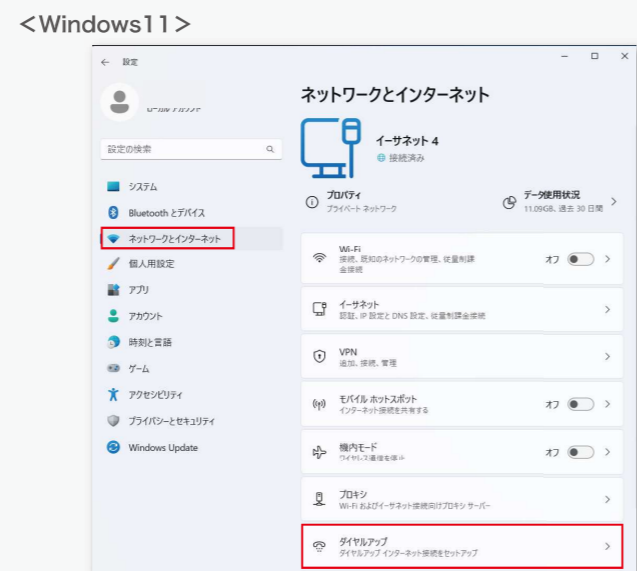 ＜Windows11＞
← 設定
ネットワークとインターネット
イーサネット 4
接続済み
設定の検索
プロパティ
プライベート ネットワーク
データ使用状況
11.09GB、過去 30 日間
システム
Bluetooth とデバイス
ネットワークとインターネット
個人用設定
アプリ
アカウント
時刻と言語
ゲーム
アクセシビリティ
プライバシーとセキュリティ
Windows Update
Wi-Fi
接続、既知のネットワークの管理、従量制課
金接続
オフ
イーサネット
認証、IP 設定と DNS 設定、従量制課金接続
VPN
追加、接続、管理
モバイル ホットスポット
インターネット接続を共有する
オフ
機内モード
ワイヤレス通信を停止
オフ
プロキシ
Wi-Fi およびイーサネット接続向けプロキシ サーバー
ダイヤルアップ
ダイヤルアップ インターネット接続をセットアップ